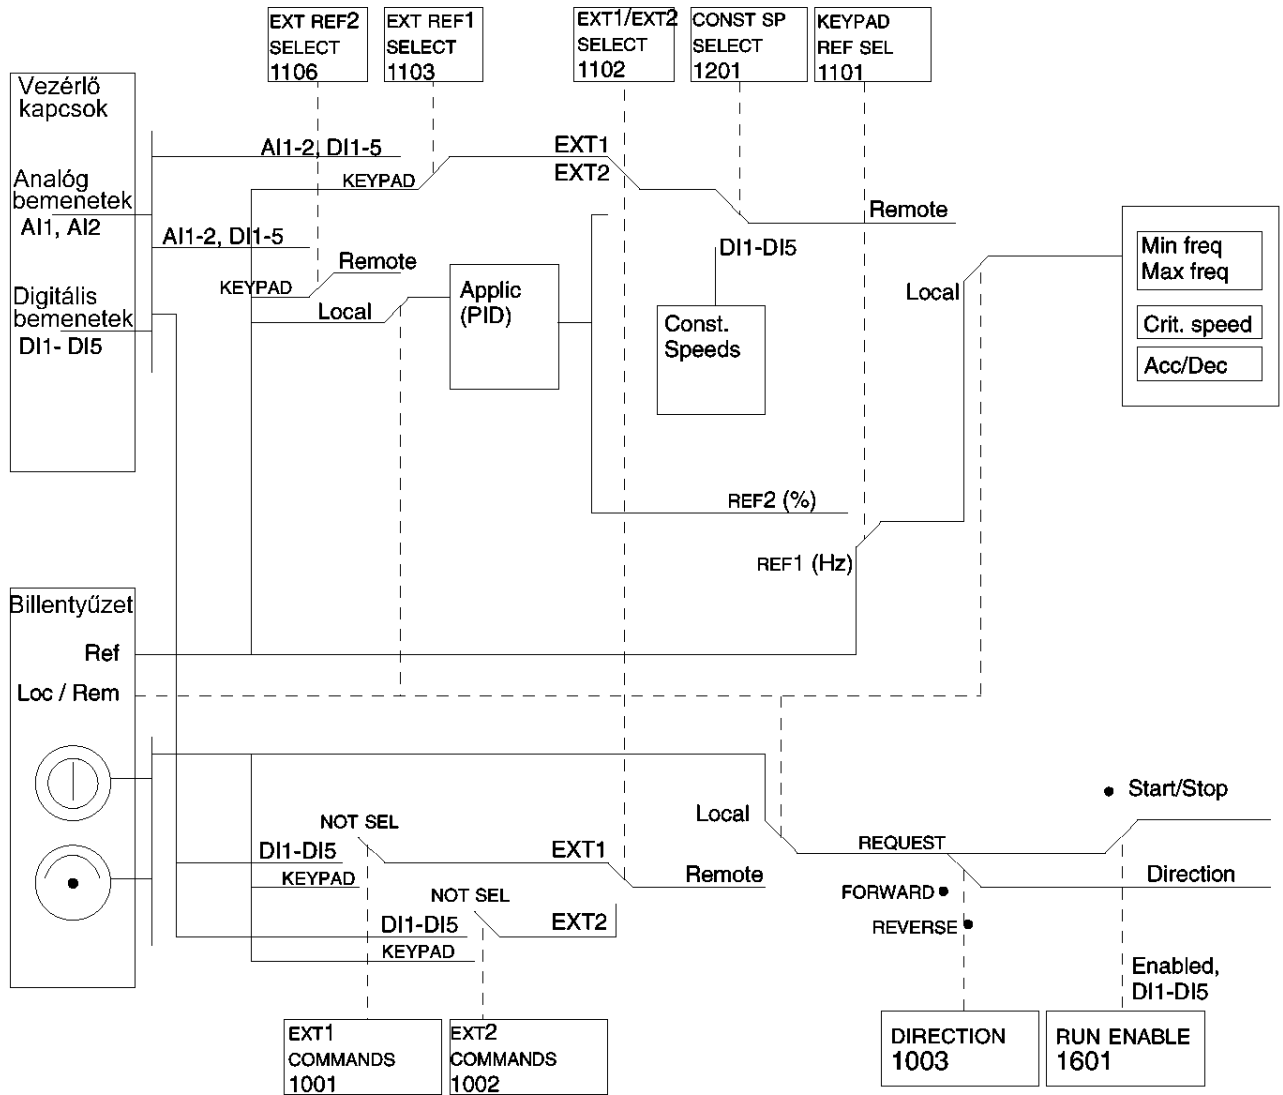 EXT REF2
SELECT
1106
EXT REF1
SELECT
1103
EXT1/EXT2
SELECT
1102
CONST SP
SELECT
1201
KEYPAD
REF SEL
1101
Vezérlő
kapcsok
Analóg
bemenetek
AI1, AI2
Digitális
bemenetek
DI1- DI5
AI1-2, DI1-5
KEYPAD
AI1-2, DI1-5
KEYPAD
Remote
Local
Applic
(PID)
EXT1
EXT2
DI1-DI5
Const.
Speeds
Remote
Local
Min freq
Max freq
Crit. speed
Acc/Dec
REF2 (%)
REF1 (Hz)
Billentyűzet
Ref
Loc / Rem
NOT SEL
DI1-DI5
KEYPAD
EXT1
NOT SEL
DI1-DI5
KEYPAD
EXT2
Local
Remote
REQUEST
FORWARD
REVERSE
Start/Stop
Direction
Enabled,
DI1-DI5
EXT1
COMMANDS
1001
EXT2
COMMANDS
1002
DIRECTION
1003
RUN ENABLE
1601